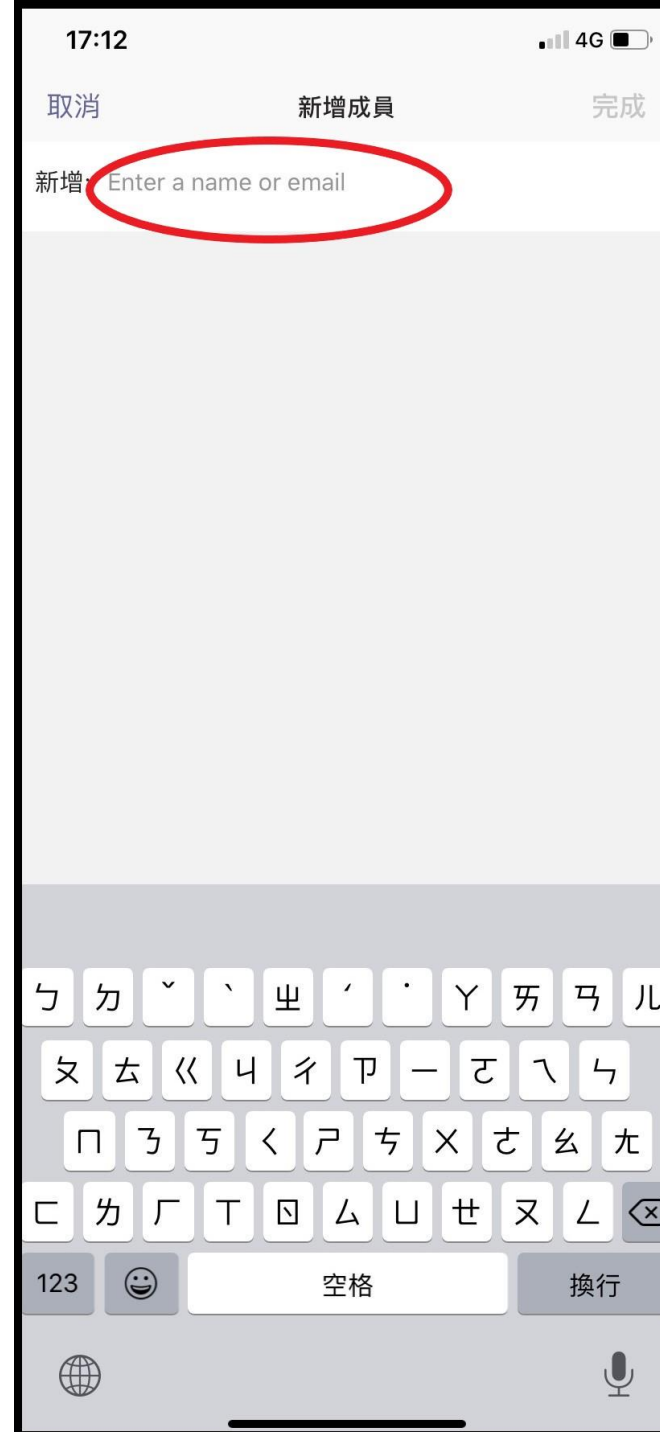 17:12 4G
取消 新增成員 完成
新增: Enter a name or email
ㄅ ㄉ ˇ ˋ ㄓ ˊ ˙ ㄚ ㄞ ㄢ ㄦ
ㄆ ㄊ ㄍ ㄐ ㄔ ㄗ ㄧ ㄛ ㄟ ㄣ
ㄇ ㄋ ㄎ ㄑ ㄕ ㄘ ㄨ ㄜ ㄠ ㄤ
ㄈ ㄌ ㄏ ㄒ ㄖ ㄙ ㄩ ㄝ ㄡ ㄥ
123 空格 換行